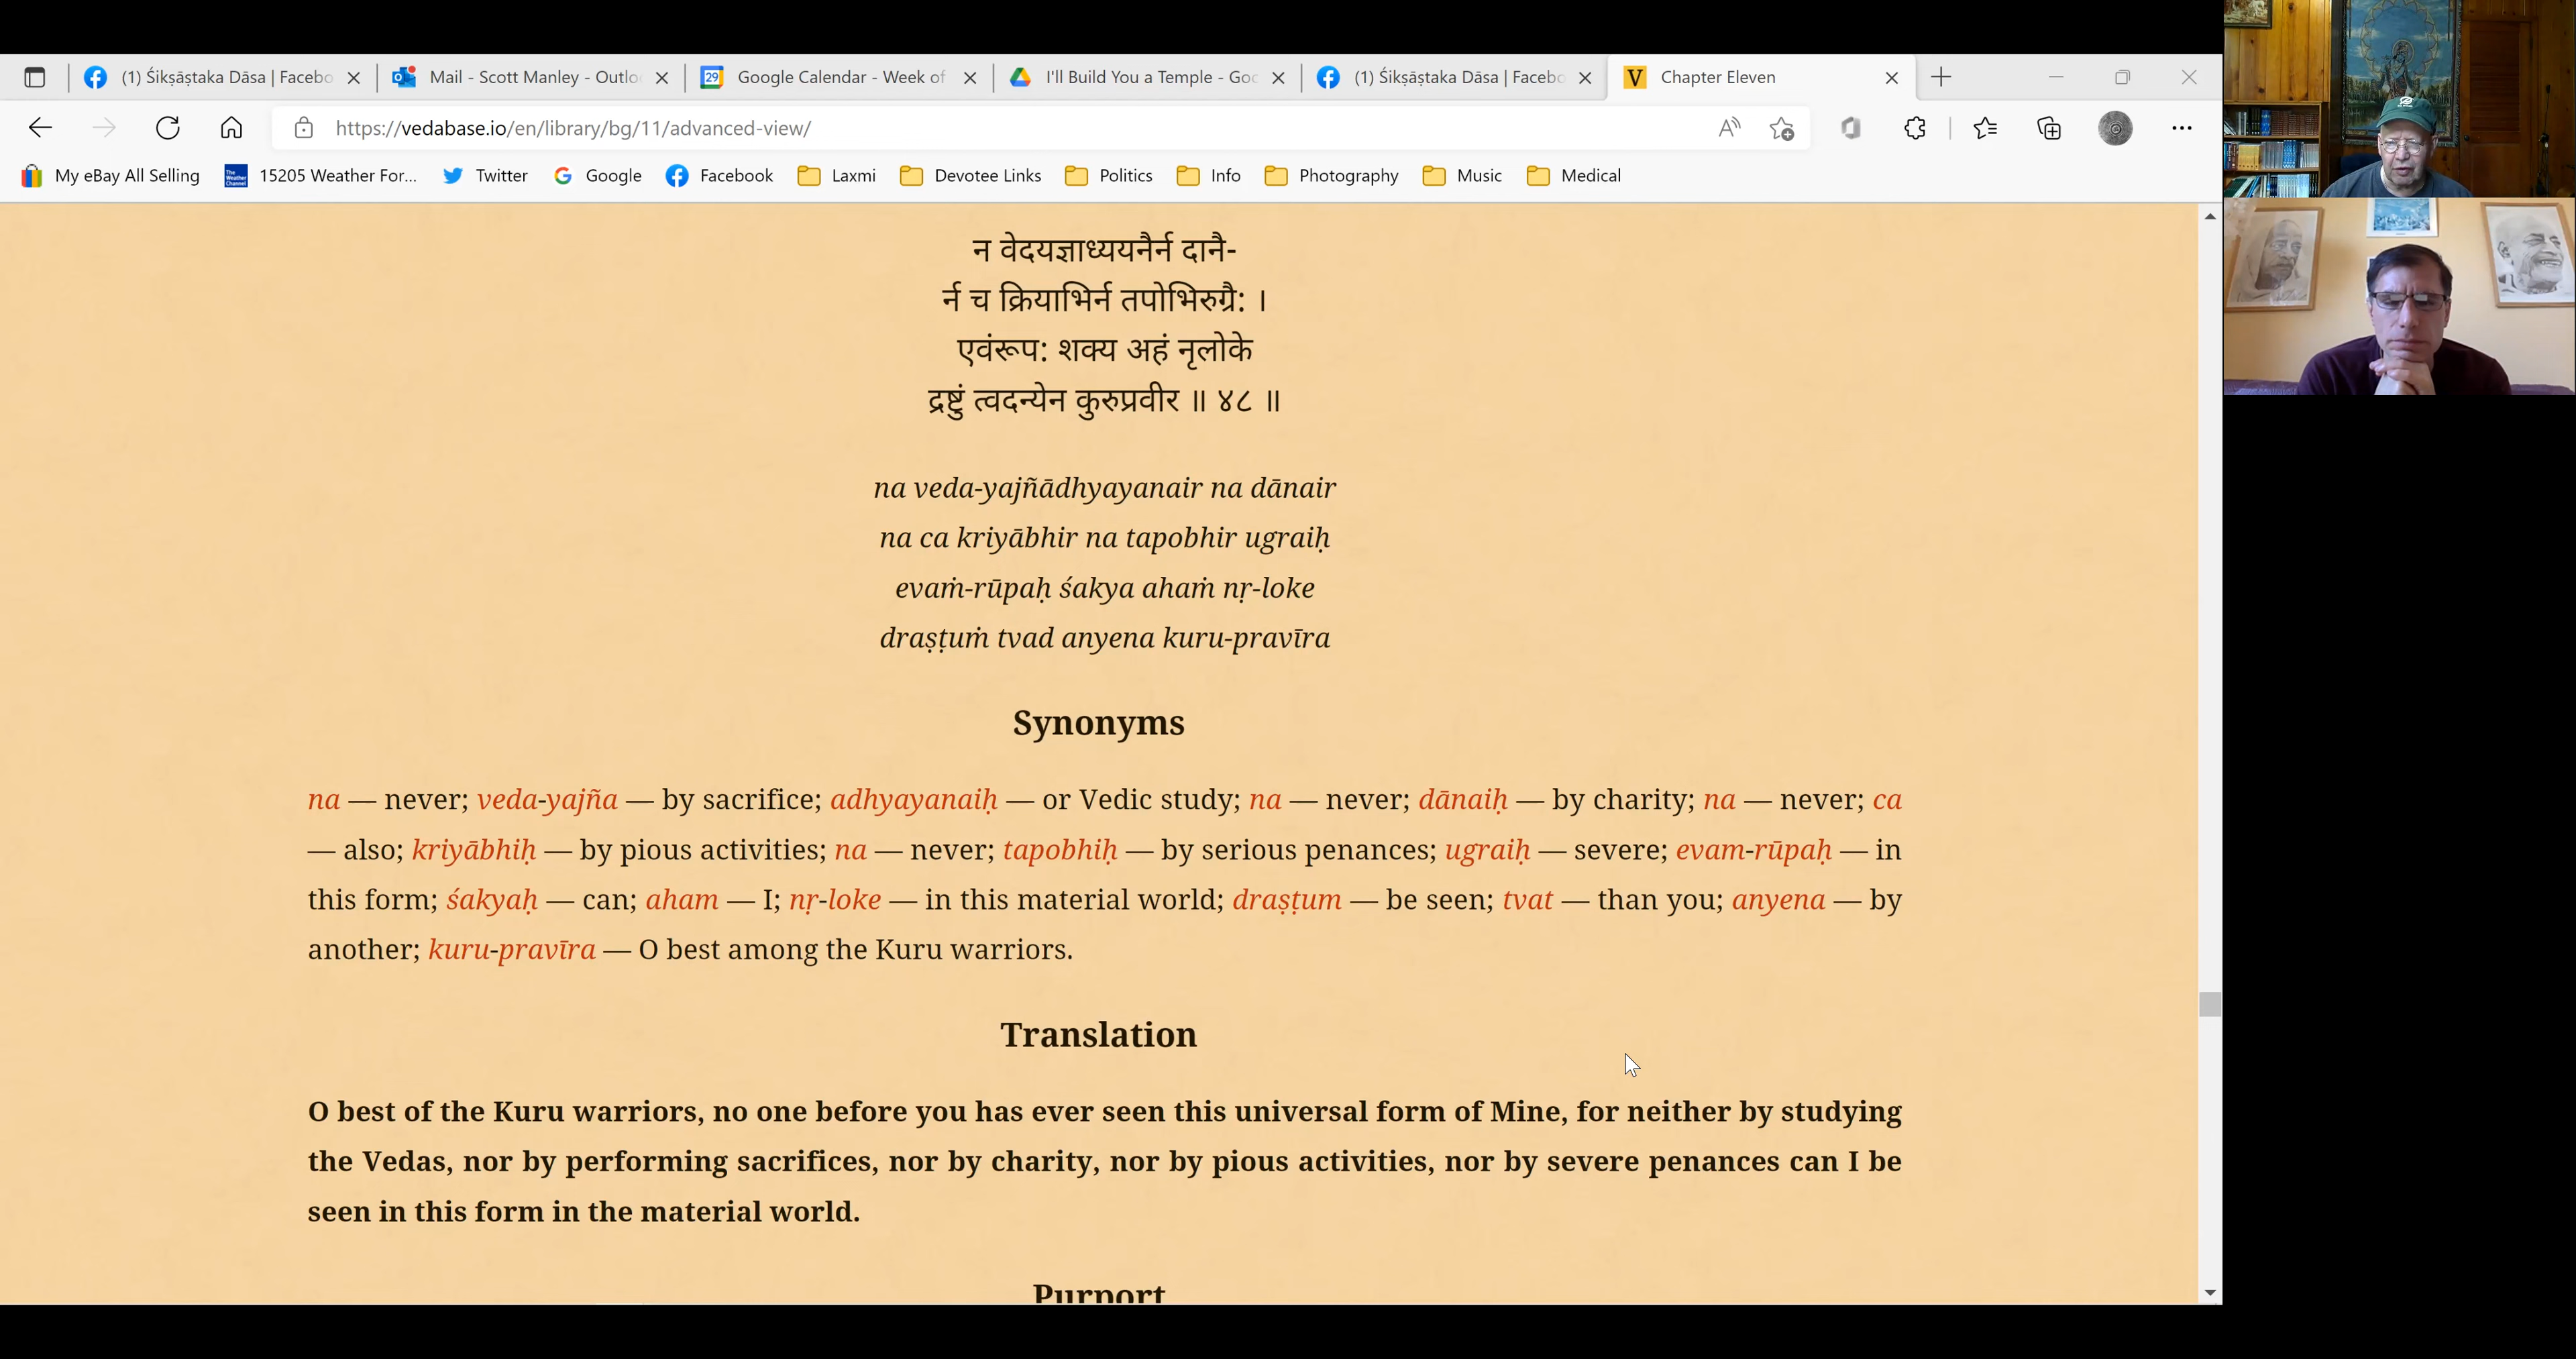 (1) Śikṣāṣṭaka Dāsa | Facebo
Mail - Scott Manley - Outlo
Google Calendar - Week of
I'll Build You a Temple - Goo
(1) Śikṣāṣṭaka Dāsa | Facebo
Chapter Eleven
https://vedabase.io/en/library/bg/11/advanced-view/
My eBay All Selling
15205 Weather For...
Twitter
Google
Facebook
Laxmi
Devotee Links
Politics
Info
Photography
Music
Medical
न वेदयज्ञाध्ययनैर्न दानै-
र्न च क्रियाभिर्न तपोभिरुग्रै: ।
एवंरूप: शक्य अहं नृलोके
द्रष्टुं त्वदन्येन कुरुप्रवीर ॥ ४८ ॥
na veda-yajñādhyayanair na dānair
na ca kriyābhir na tapobhir ugraiḥ
evaṁ-rūpaḥ śakya ahaṁ nṛ-loke
draṣṭuṁ tvad anyena kuru-pravīra
Synonyms
na — never; veda-yajña — by sacrifice; adhyayanaiḥ — or Vedic study; na — never; dānaiḥ — by charity; na — never; ca
— also; kriyābhiḥ — by pious activities; na — never; tapobhiḥ — by serious penances; ugraiḥ — severe; evam-rūpaḥ — in
this form; śakyaḥ — can; aham — I; nṛ-loke — in this material world; draṣṭum — be seen; tvat — than you; anyena — by
another; kuru-pravīra — O best among the Kuru warriors.
Translation
O best of the Kuru warriors, no one before you has ever seen this universal form of Mine, for neither by studying
the Vedas, nor by performing sacrifices, nor by charity, nor by pious activities, nor by severe penances can I be
seen in this form in the material world.
Purport